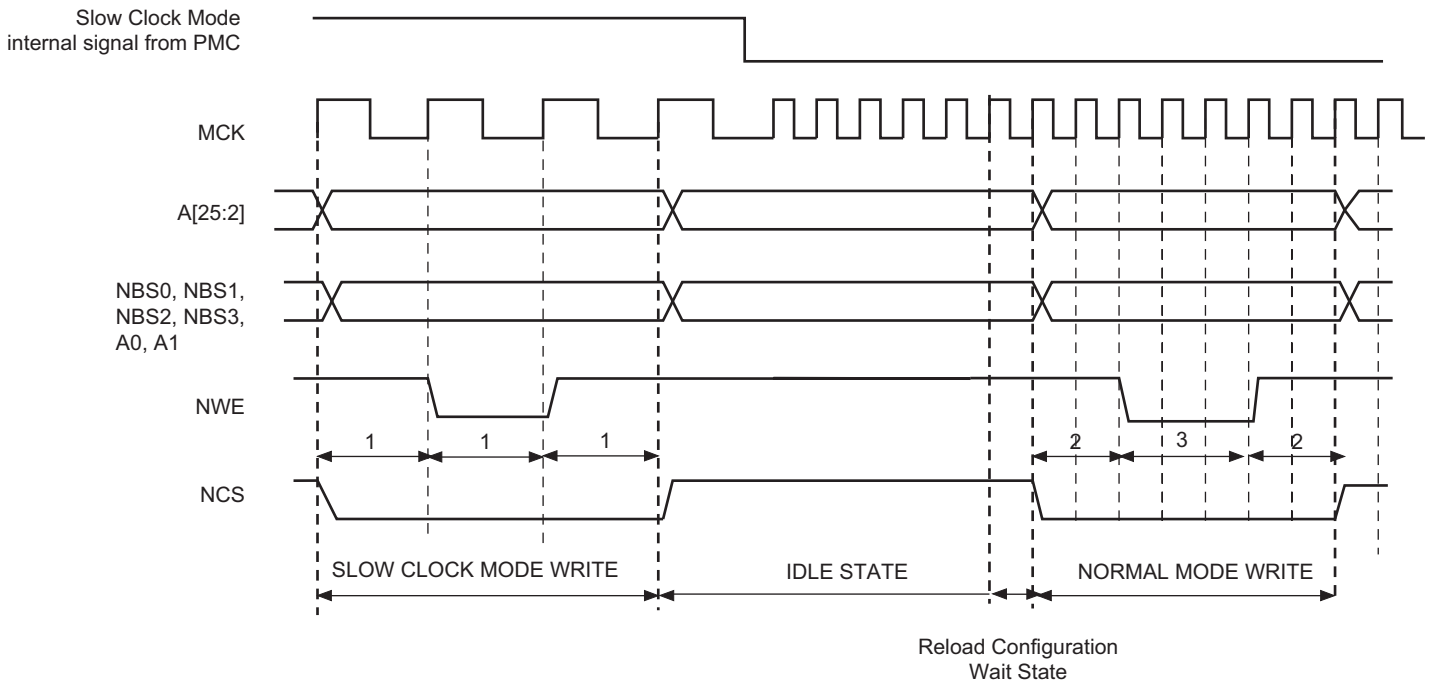 Slow Clock Mode
internal signal from PMC
MCK
A[25:2]
NBS0, NBS1,
NBS2, NBS3,
A0, A1
NWE
1 1 1 2 3 2
NCS
SLOW CLOCK MODE WRITE IDLE STATE NORMAL MODE WRITE
Reload Configuration
Wait State